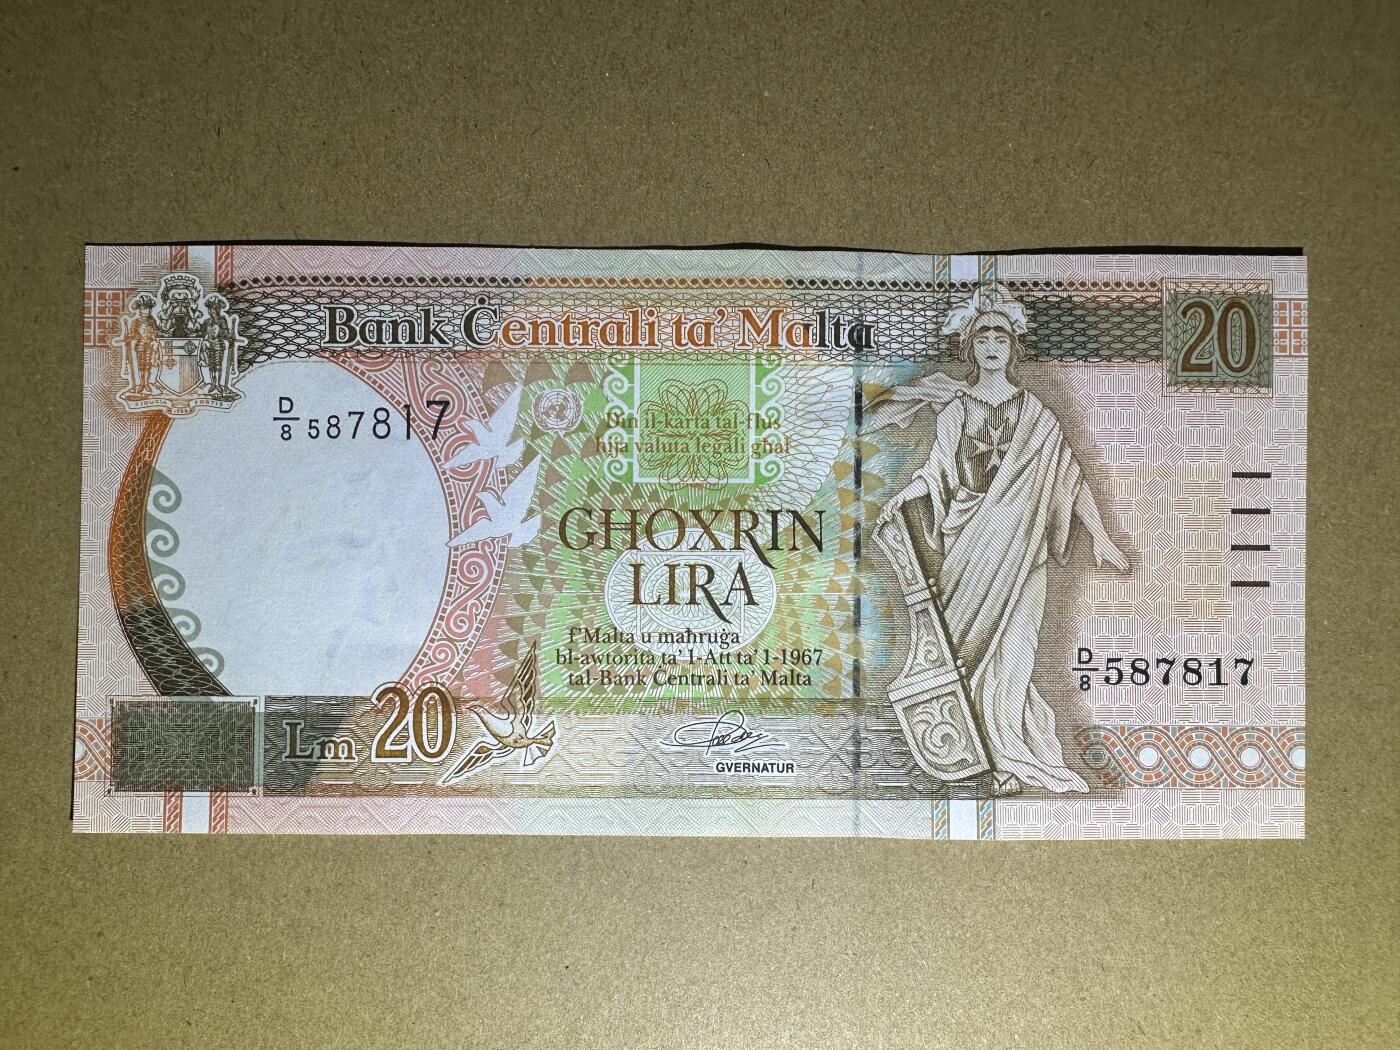 Bank Ċentrali ta' Malta
20
D/8 587817
Din il-karta tal-flus
hija valuta legali għal
GĦOXRIN
LIRA
f'Malta u maħruġa
bl-awtorità ta' l-Att ta' l-1967
tal-Bank Ċentrali ta' Malta
D/8 587817
Lm 20
GVERNATUR